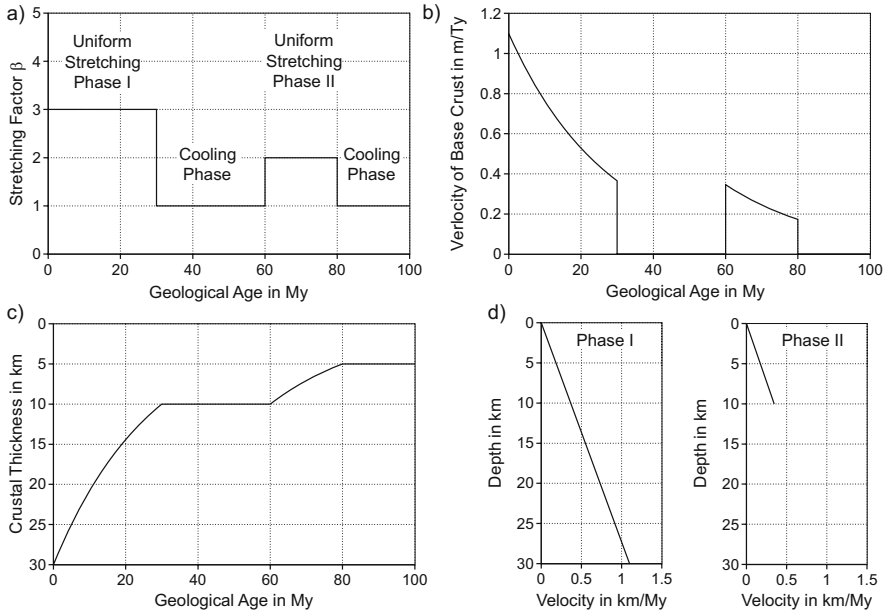 a)
5
4
3
2
1
0
Stretching Factor β
Uniform
Stretching
Phase I
Uniform
Stretching
Phase II
Cooling
Phase
Cooling
Phase
0 20 40 60 80 100
Geological Age in My
b)
1.2
1
0.8
0.6
0.4
0.2
0
Verlocity of Base Crust in m/Ty
0 20 40 60 80 100
Geological Age in My
c)
0
5
10
15
20
25
30
Crustal Thickness in km
0 20 40 60 80 100
Geological Age in My
d)
Phase I
0
5
10
15
20
25
30
Depth in km
0 0.5 1 1.5
Velocity in km/My
Phase II
0
5
10
15
20
25
30
Depth in km
0 0.5 1 1.5
Velocity in km/My